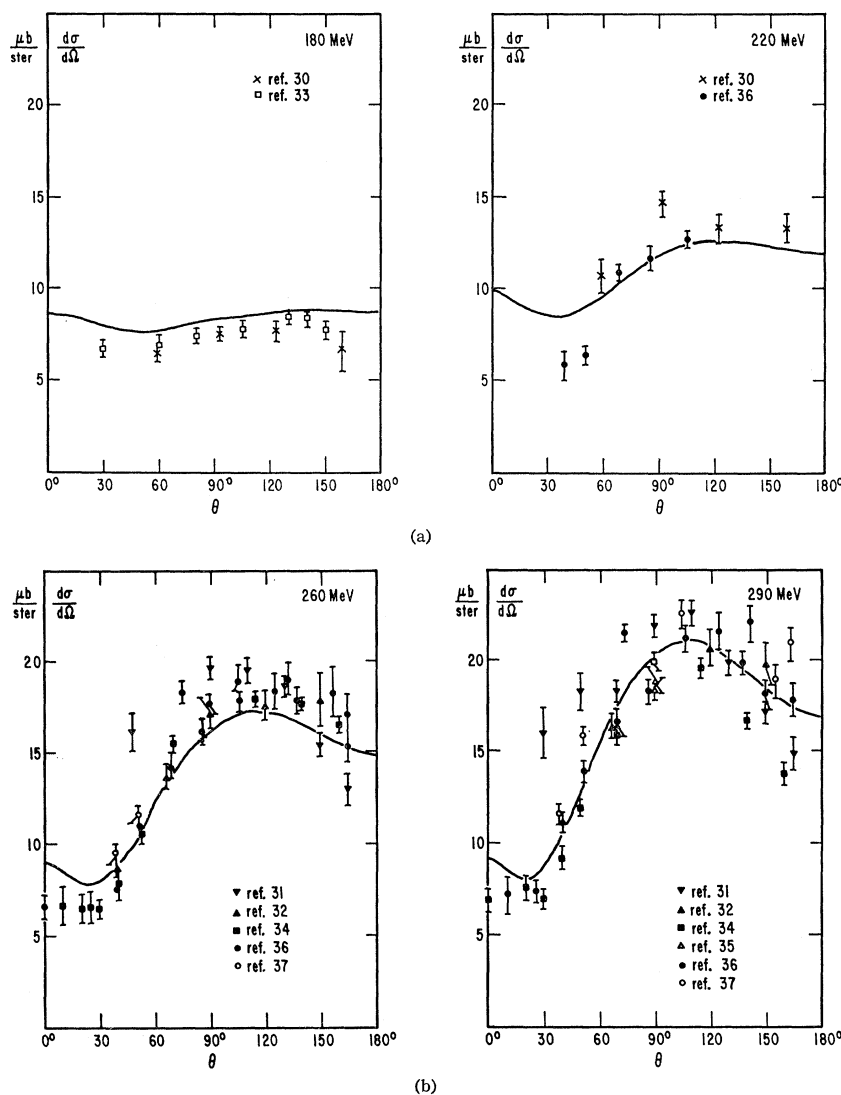 μb/ster dσ/dΩ 180 MeV
× ref. 30
□ ref. 33
20
15
10
5
0° 30 60 90° 120 150 180°
θ
μb/ster dσ/dΩ 220 MeV
× ref. 30
● ref. 36
20
15
10
5
0° 30 60 90° 120 150 180°
θ
(a)
μb/ster dσ/dΩ 260 MeV
20
15
10
5
▼ ref. 31
▲ ref. 32
■ ref. 34
● ref. 36
○ ref. 37
0° 30 60 90° 120 150 180°
θ
μb/ster dσ/dΩ 290 MeV
20
15
10
5
▼ ref. 31
▲ ref. 32
■ ref. 34
△ ref. 35
● ref. 36
○ ref. 37
0° 30 60 90° 120 150 180°
θ
(b)